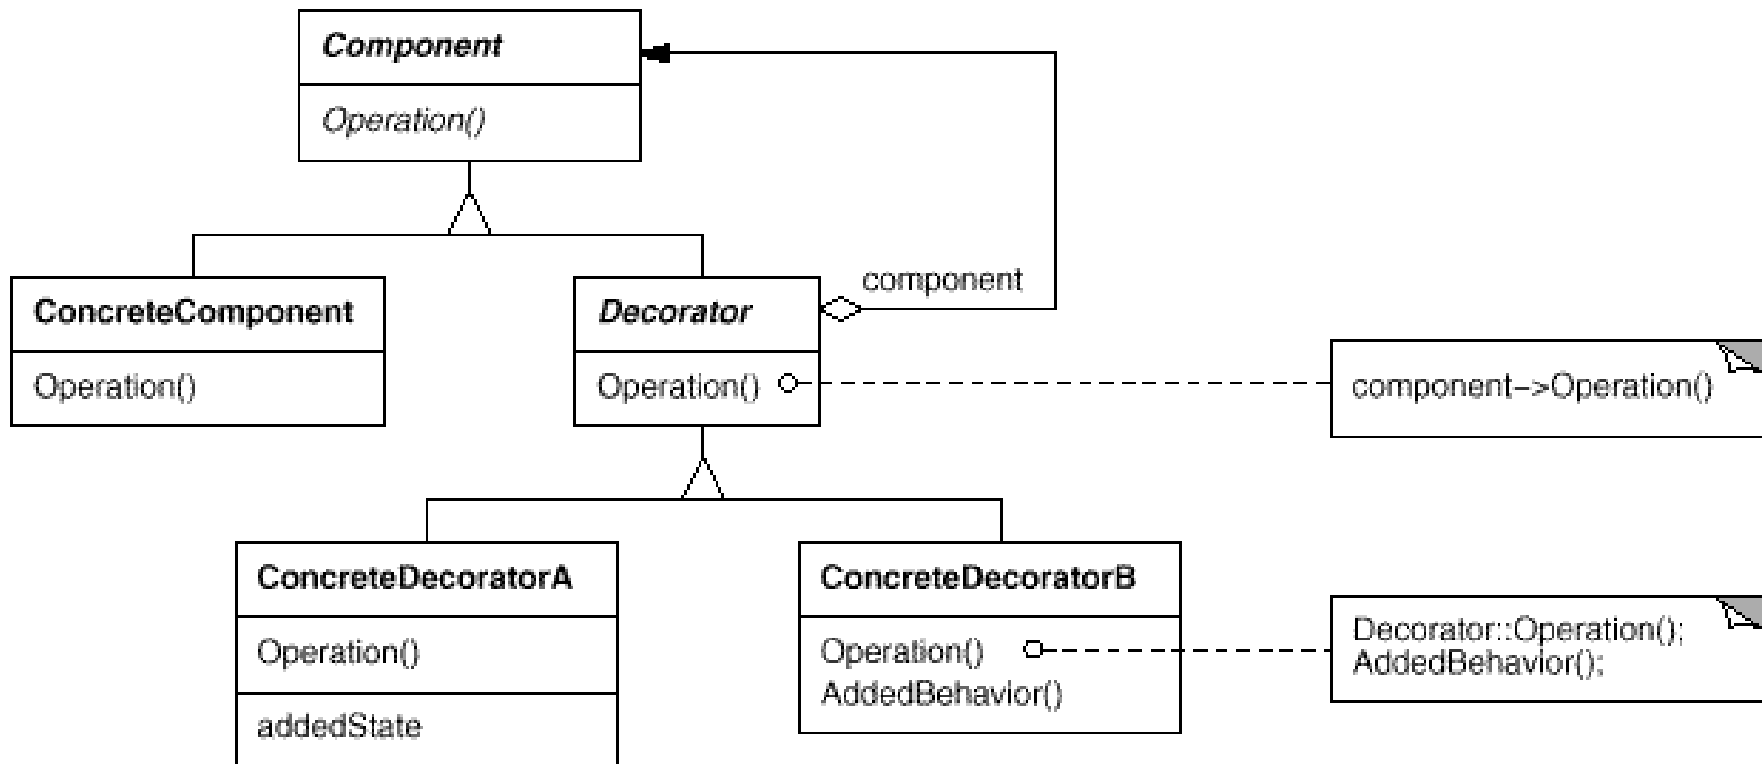 Component
Operation()
component
ConcreteComponent
Operation()
Decorator
Operation()
component–>Operation()
ConcreteDecoratorA
Operation()
addedState
ConcreteDecoratorB
Operation()
AddedBehavior()
Decorator::Operation();
AddedBehavior();